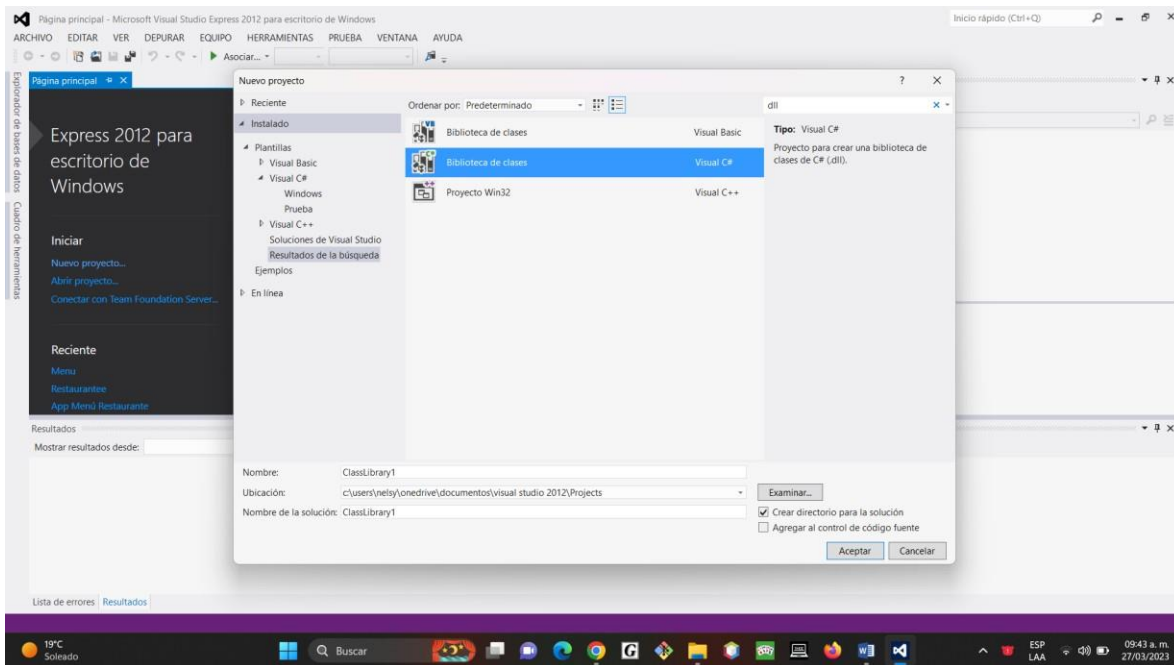 Página principal - Microsoft Visual Studio Express 2012 para escritorio de Windows
Inicio rápido (Ctrl+Q)
ARCHIVO EDITAR VER DEPURAR EQUIPO HERRAMIENTAS PRUEBA VENTANA AYUDA
Asociar...
Explorador de bases de datos
Cuadro de herramientas
Página principal
Express 2012 para
escritorio de
Windows
Iniciar
Nuevo proyecto...
Abrir proyecto...
Conectar con Team Foundation Server...
Reciente
Menu
Restaurantee
App Menú Restaurante
Nuevo proyecto
Reciente
Instalado
Plantillas
Visual Basic
Visual C#
Windows
Prueba
Visual C++
Soluciones de Visual Studio
Resultados de la búsqueda
Ejemplos
En línea
Ordenar por: Predeterminado
dll
Biblioteca de clases Visual Basic
Biblioteca de clases Visual C#
Proyecto Win32 Visual C++
Tipo: Visual C#
Proyecto para crear una biblioteca de
clases de C# (.dll).
Nombre: ClassLibrary1
Ubicación: c:\users\nelsy\onedrive\documentos\visual studio 2012\Projects
Examinar...
Nombre de la solución: ClassLibrary1
Crear directorio para la solución
Agregar al control de código fuente
Aceptar Cancelar
Resultados
Mostrar resultados desde:
Lista de errores Resultados
19°C
Soleado
Buscar
ESP
LAA
09:43 a. m.
27/03/2023